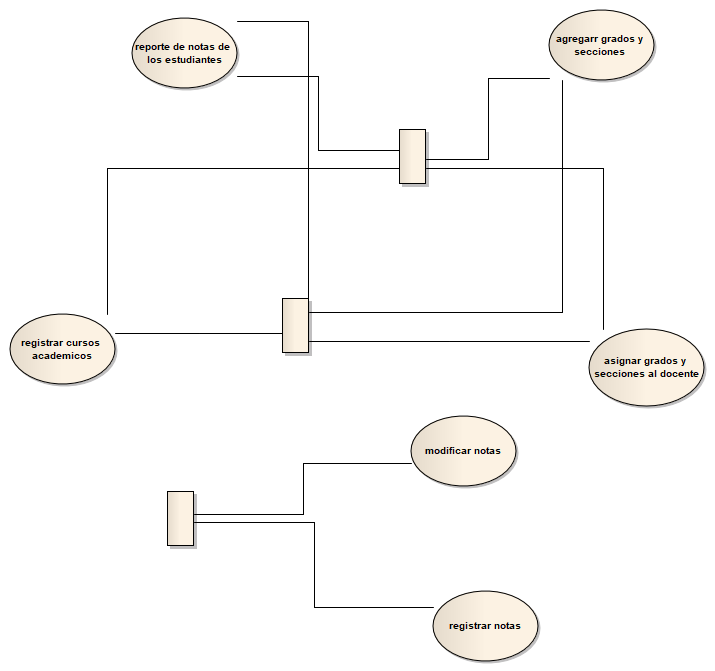 reporte de notas de
los estudiantes
agregarr grados y
secciones
registrar cursos
academicos
asignar grados y
secciones al docente
modificar notas
registrar notas